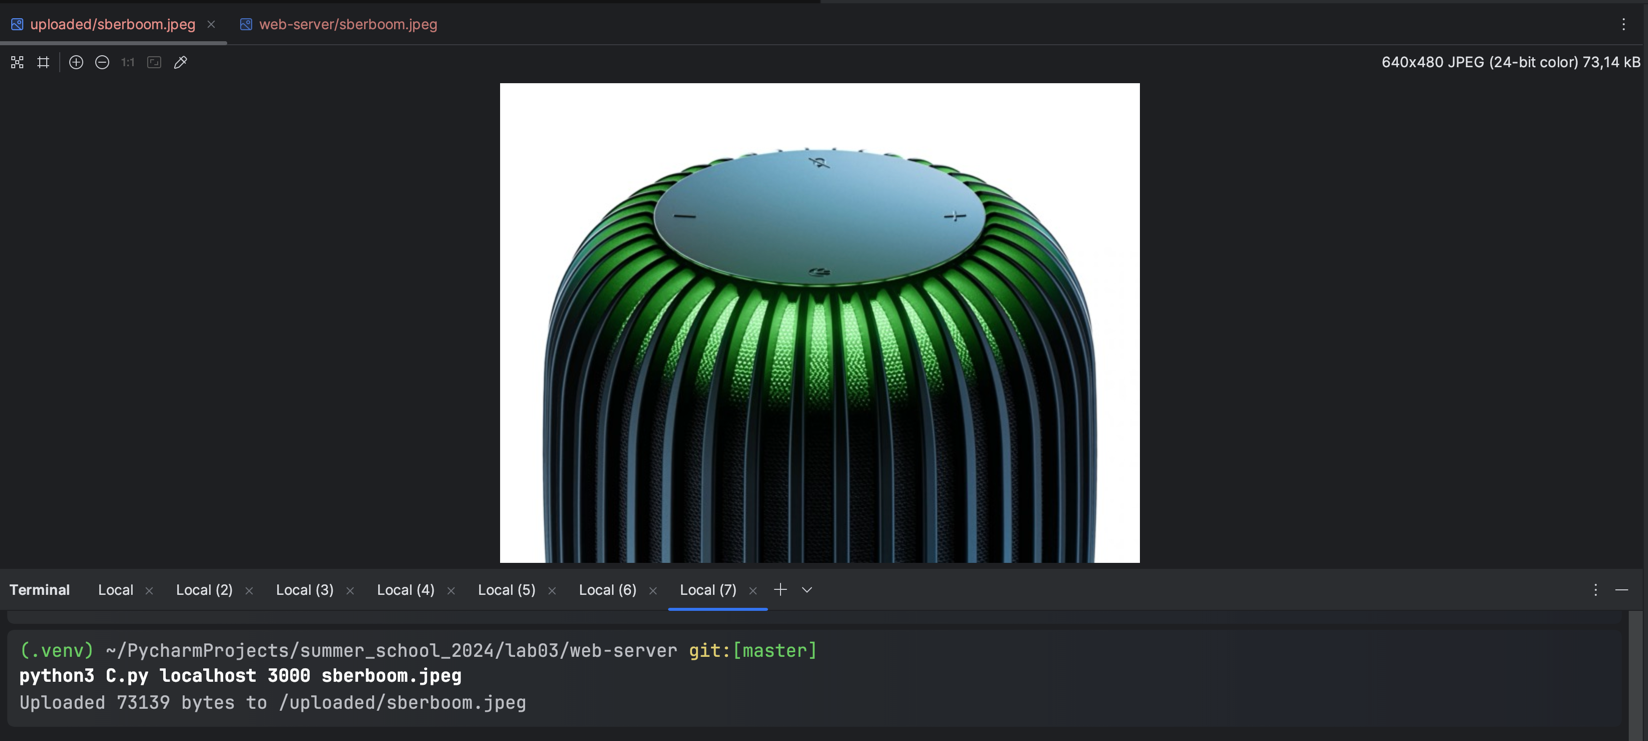 uploaded/sberboom.jpeg × web-server/sberboom.jpeg
1:1 640x480 JPEG (24-bit color) 73,14 kB
Terminal Local × Local (2) × Local (3) × Local (4) × Local (5) × Local (6) × Local (7) ×
(.venv) ~/PycharmProjects/summer_school_2024/lab03/web-server git:[master]
python3 C.py localhost 3000 sberboom.jpeg
Uploaded 73139 bytes to /uploaded/sberboom.jpeg